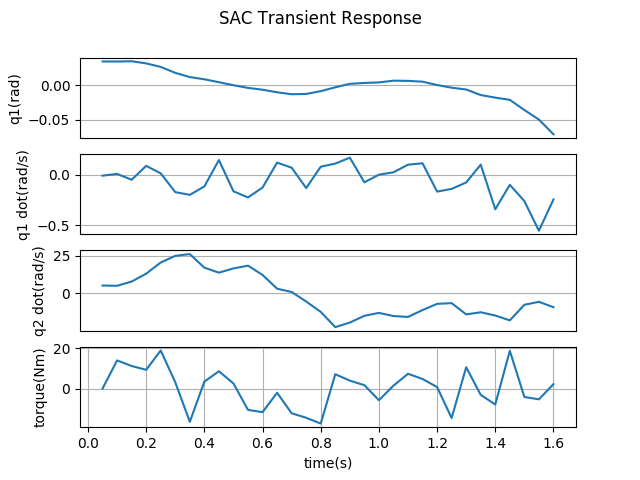 SAC Transient Response
q1(rad)
0.00
−0.05
q1 dot(rad/s)
0.0
−0.5
q2 dot(rad/s)
25
0
torque(Nm)
20
0
0.0 0.2 0.4 0.6 0.8 1.0 1.2 1.4 1.6
time(s)